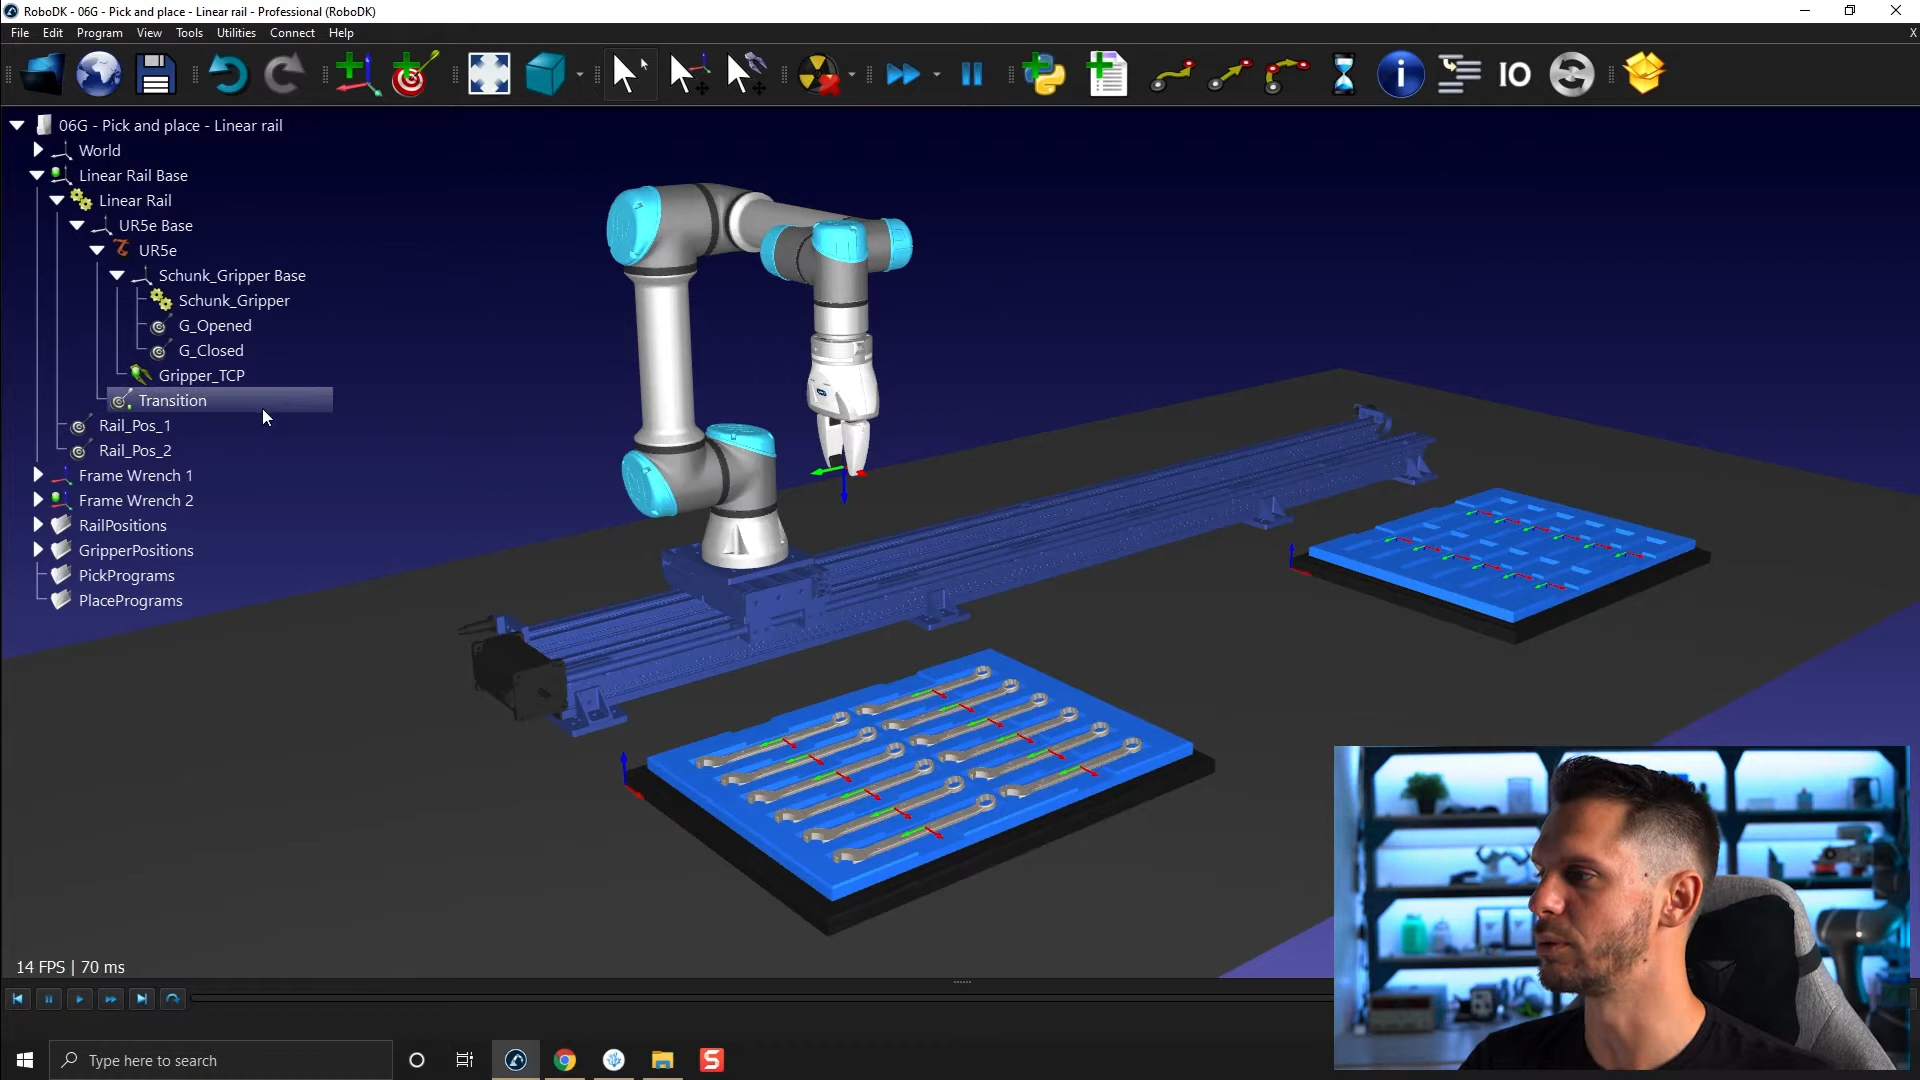 RoboDK - 06G - Pick and place - Linear rail - Professional (RoboDK)
File Edit Program View Tools Utilities Connect Help X
IO
06G - Pick and place - Linear rail
World
Linear Rail Base
Linear Rail
UR5e Base
UR5e
Schunk_Gripper Base
Schunk_Gripper
G_Opened
G_Closed
Gripper_TCP
Transition
Rail_Pos_1
Rail_Pos_2
Frame Wrench 1
Frame Wrench 2
RailPositions
GripperPositions
PickPrograms
PlacePrograms
14 FPS | 70 ms
Type here to search